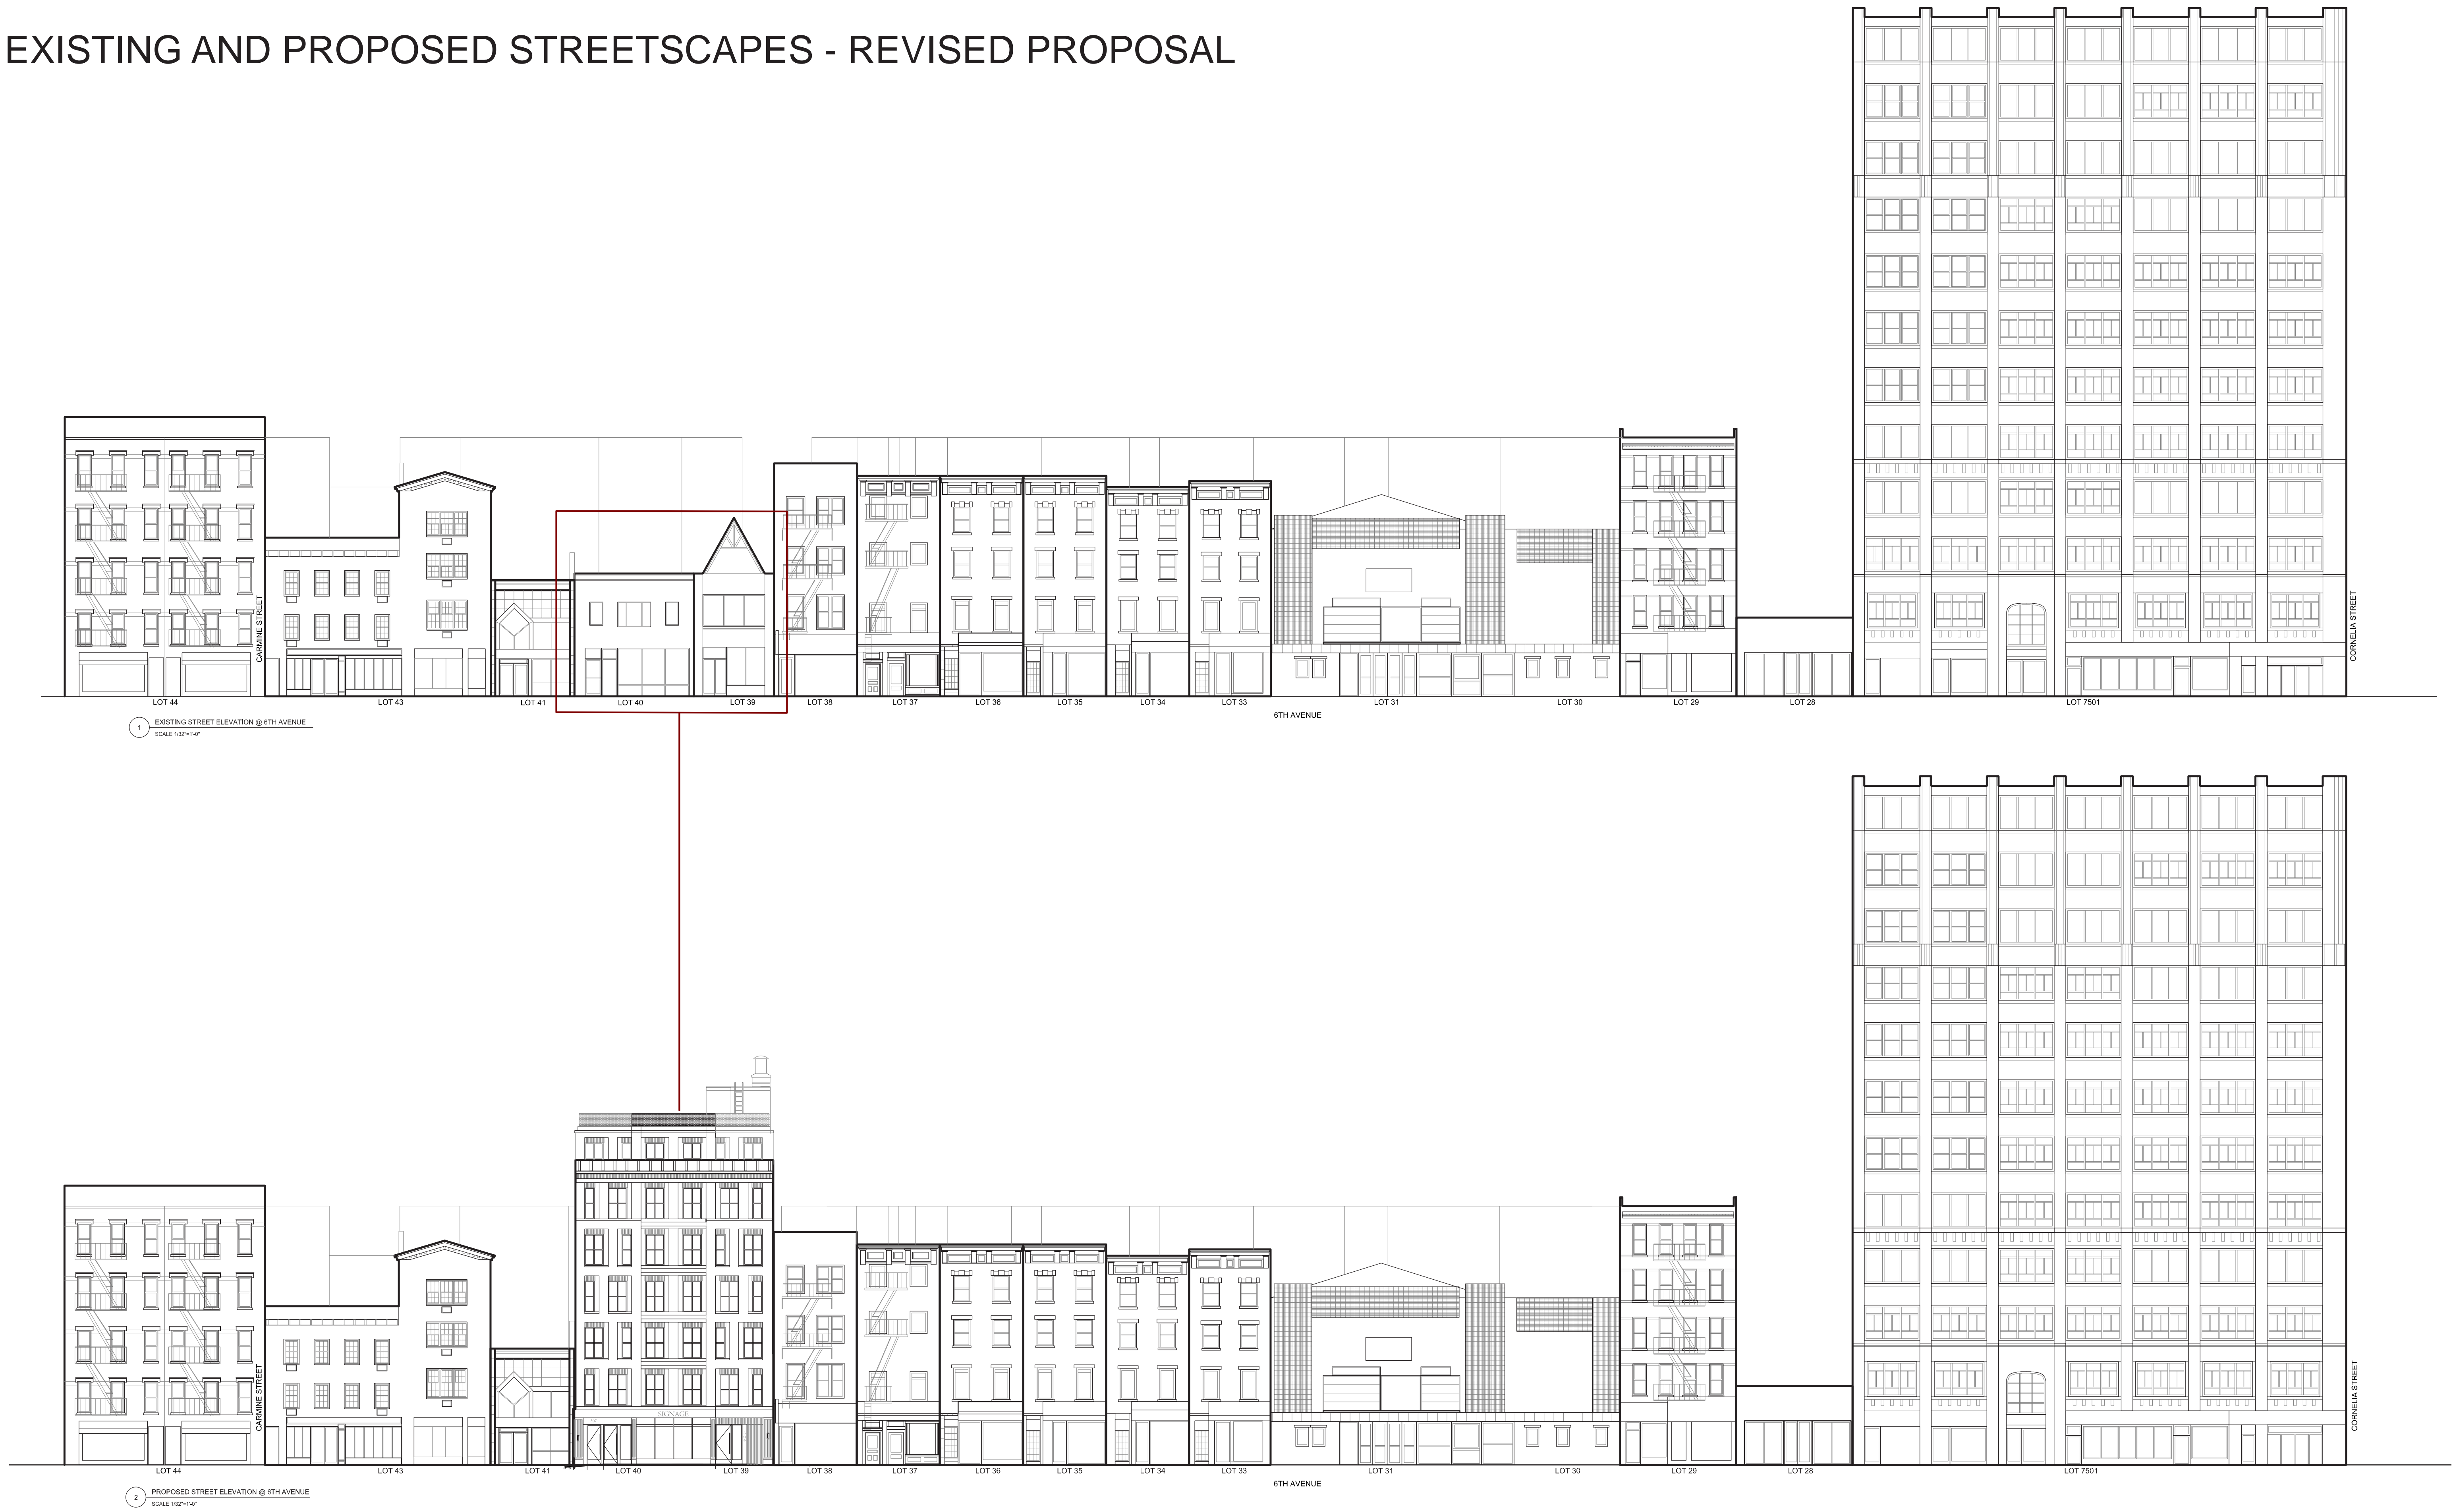 EXISTING AND PROPOSED STREETSCAPES - REVISED PROPOSAL
CARMINE STREET
CORNELIA STREET
LOT 44
LOT 43
LOT 41
LOT 40
LOT 39
LOT 38
LOT 37
LOT 36
LOT 35
LOT 34
LOT 33
LOT 31
LOT 30
LOT 29
LOT 28
LOT 7501
6TH AVENUE
1
EXISTING STREET ELEVATION @ 6TH AVENUE
SCALE 1/32"=1'-0"
SIGNAGE
CARMINE STREET
CORNELIA STREET
LOT 44
LOT 43
LOT 41
LOT 40
LOT 39
LOT 38
LOT 37
LOT 36
LOT 35
LOT 34
LOT 33
LOT 31
LOT 30
LOT 29
LOT 28
LOT 7501
6TH AVENUE
2
PROPOSED STREET ELEVATION @ 6TH AVENUE
SCALE 1/32"=1'-0"